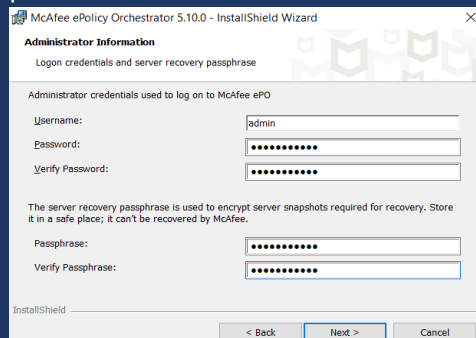 McAfee ePolicy Orchestrator 5.10.0 - InstallShield Wizard
Administrator Information
Logon credentials and server recovery passphrase
Administrator credentials used to log on to McAfee ePO
Username:
admin
Password:
●●●●●●●●●●●
Verify Password:
●●●●●●●●●●●
The server recovery passphrase is used to encrypt server snapshots required for recovery. Store
it in a safe place; it can't be recovered by McAfee.
Passphrase:
●●●●●●●●●●●
Verify Passphrase:
●●●●●●●●●●●
InstallShield
< Back
Next >
Cancel